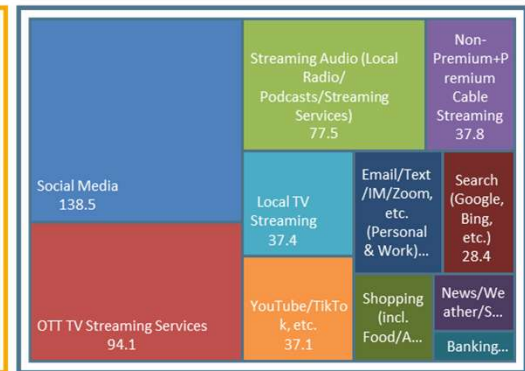 Social Media
138.5
OTT TV Streaming Services
94.1
Streaming Audio (Local
Radio/
Podcasts/Streaming
Services)
77.5
Non-
Premium+P
remium
Cable
Streaming
37.8
Local TV
Streaming
37.4
YouTube/TikTo
k, etc.
37.1
Email/Text
/IM/Zoom,
etc.
(Personal
& Work)...
Search
(Google,
Bing,
etc.)
28.4
Shopping
(incl.
Food/A...
News/We
ather/S...
Banking...